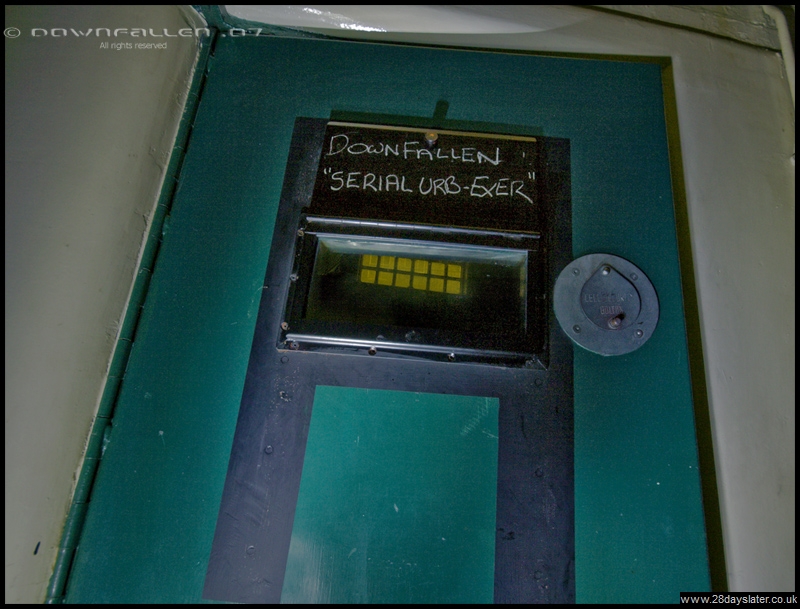 © DOWNFALLEN .07
All rights reserved
DOWNFALLEN
"SERIAL URB-EXER"
www.28dayslater.co.uk